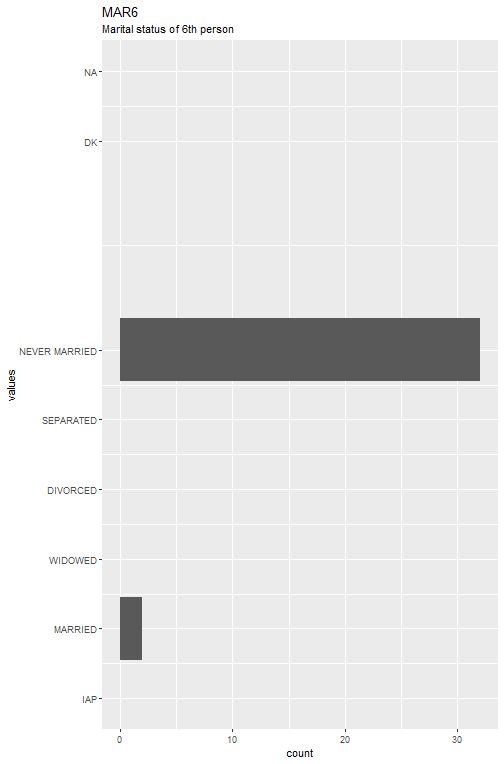 MAR6
Marital status of 6th person
NA
DK
NEVER MARRIED
SEPARATED
DIVORCED
WIDOWED
MARRIED
IAP
values
0 10 20 30
count